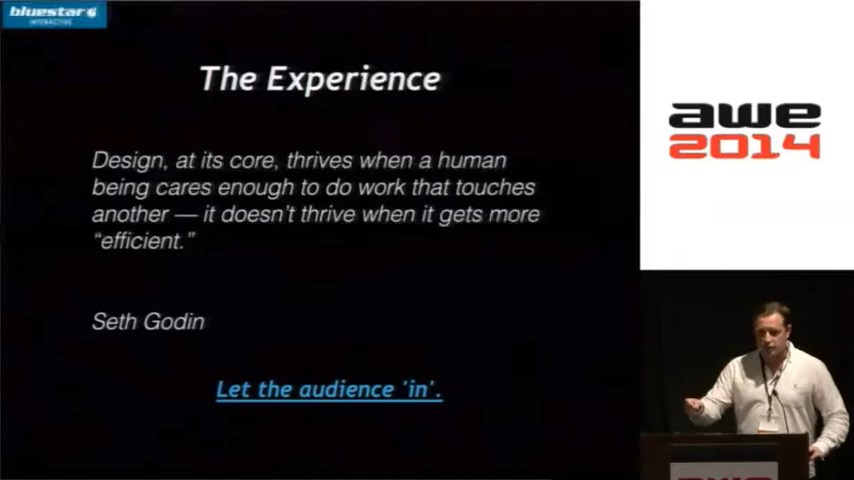 bluestar
INTERACTIVE
The Experience
Design, at its core, thrives when a human
being cares enough to do work that touches
another — it doesn't thrive when it gets more
“efficient.”
Seth Godin
Let the audience 'in'.
awe
2014
awe